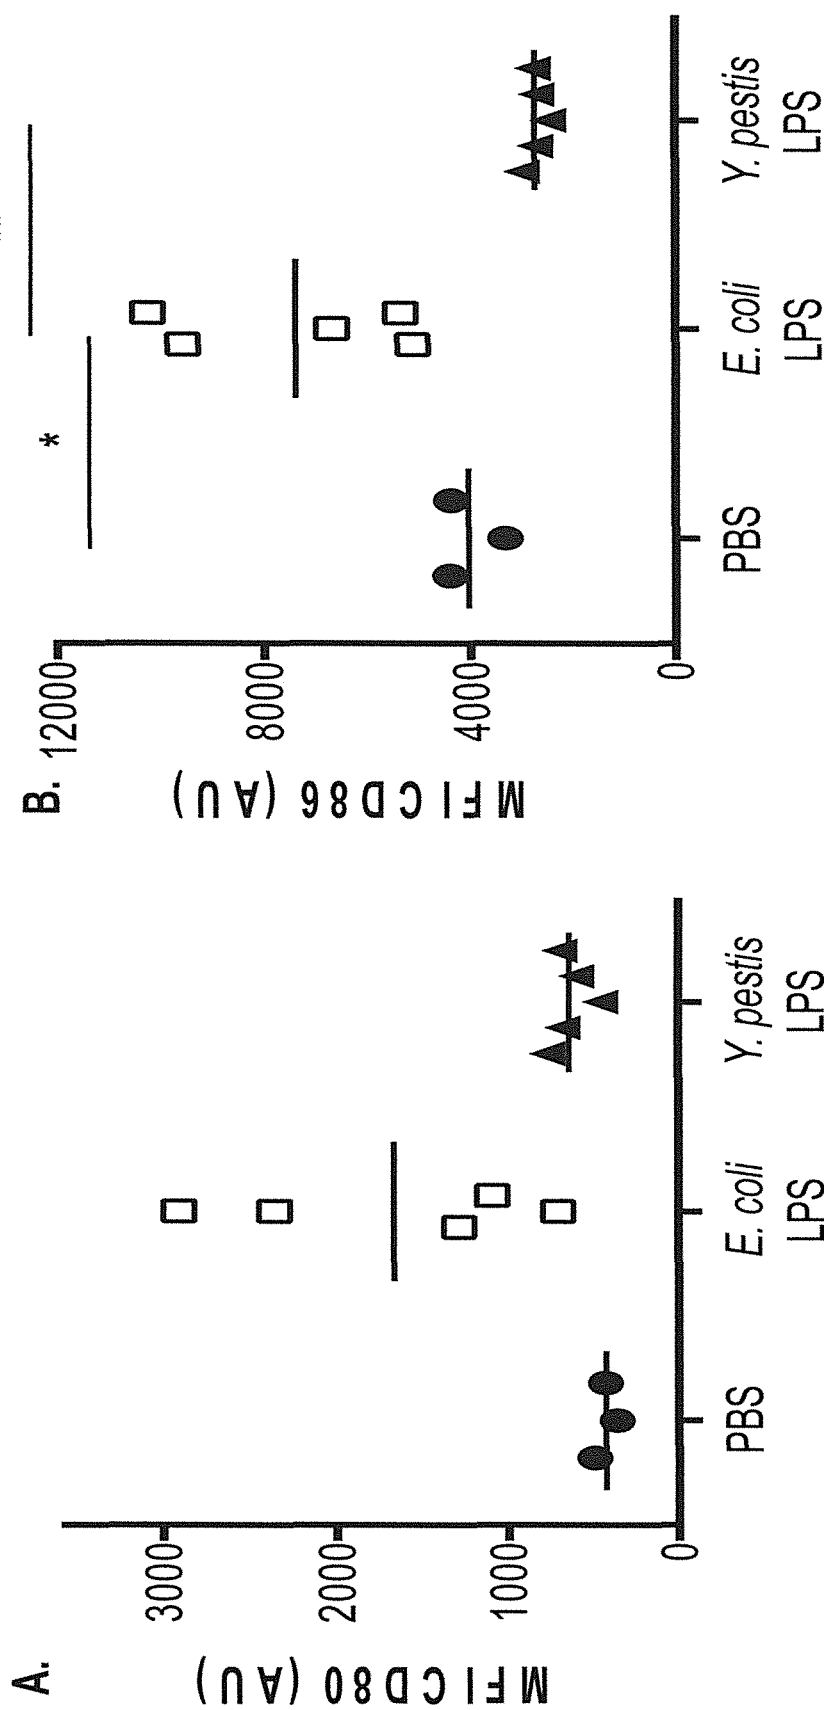 A.
MFI CD80 (AU)
3000
2000
1000
0
PBS
E. coli
LPS
Y. pestis
LPS
B.
MFI CD86 (AU)
12000
8000
4000
0
*
PBS
E. coli
LPS
Y. pestis
LPS